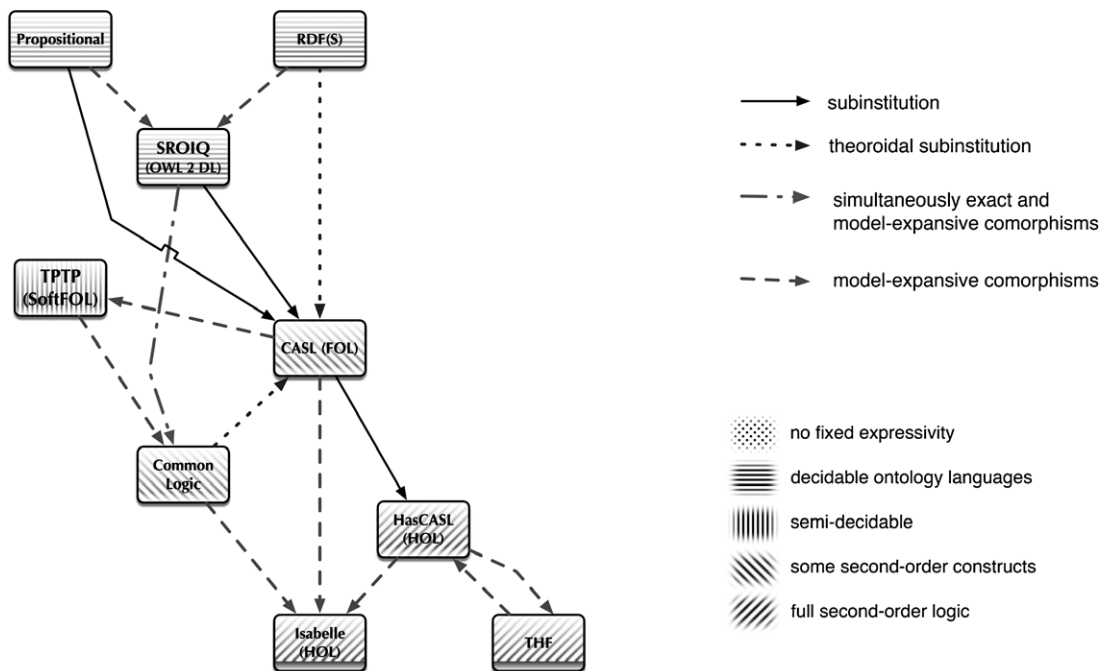 Propositional
RDF(S)
SROIQ
(OWL 2 DL)
TPTP
(SoftFOL)
CASL (FOL)
Common
Logic
HasCASL
(HOL)
Isabelle
(HOL)
THF
subinstitution
theoroidal subinstitution
simultaneously exact and
model-expansive comorphisms
model-expansive comorphisms
no fixed expressivity
decidable ontology languages
semi-decidable
some second-order constructs
full second-order logic